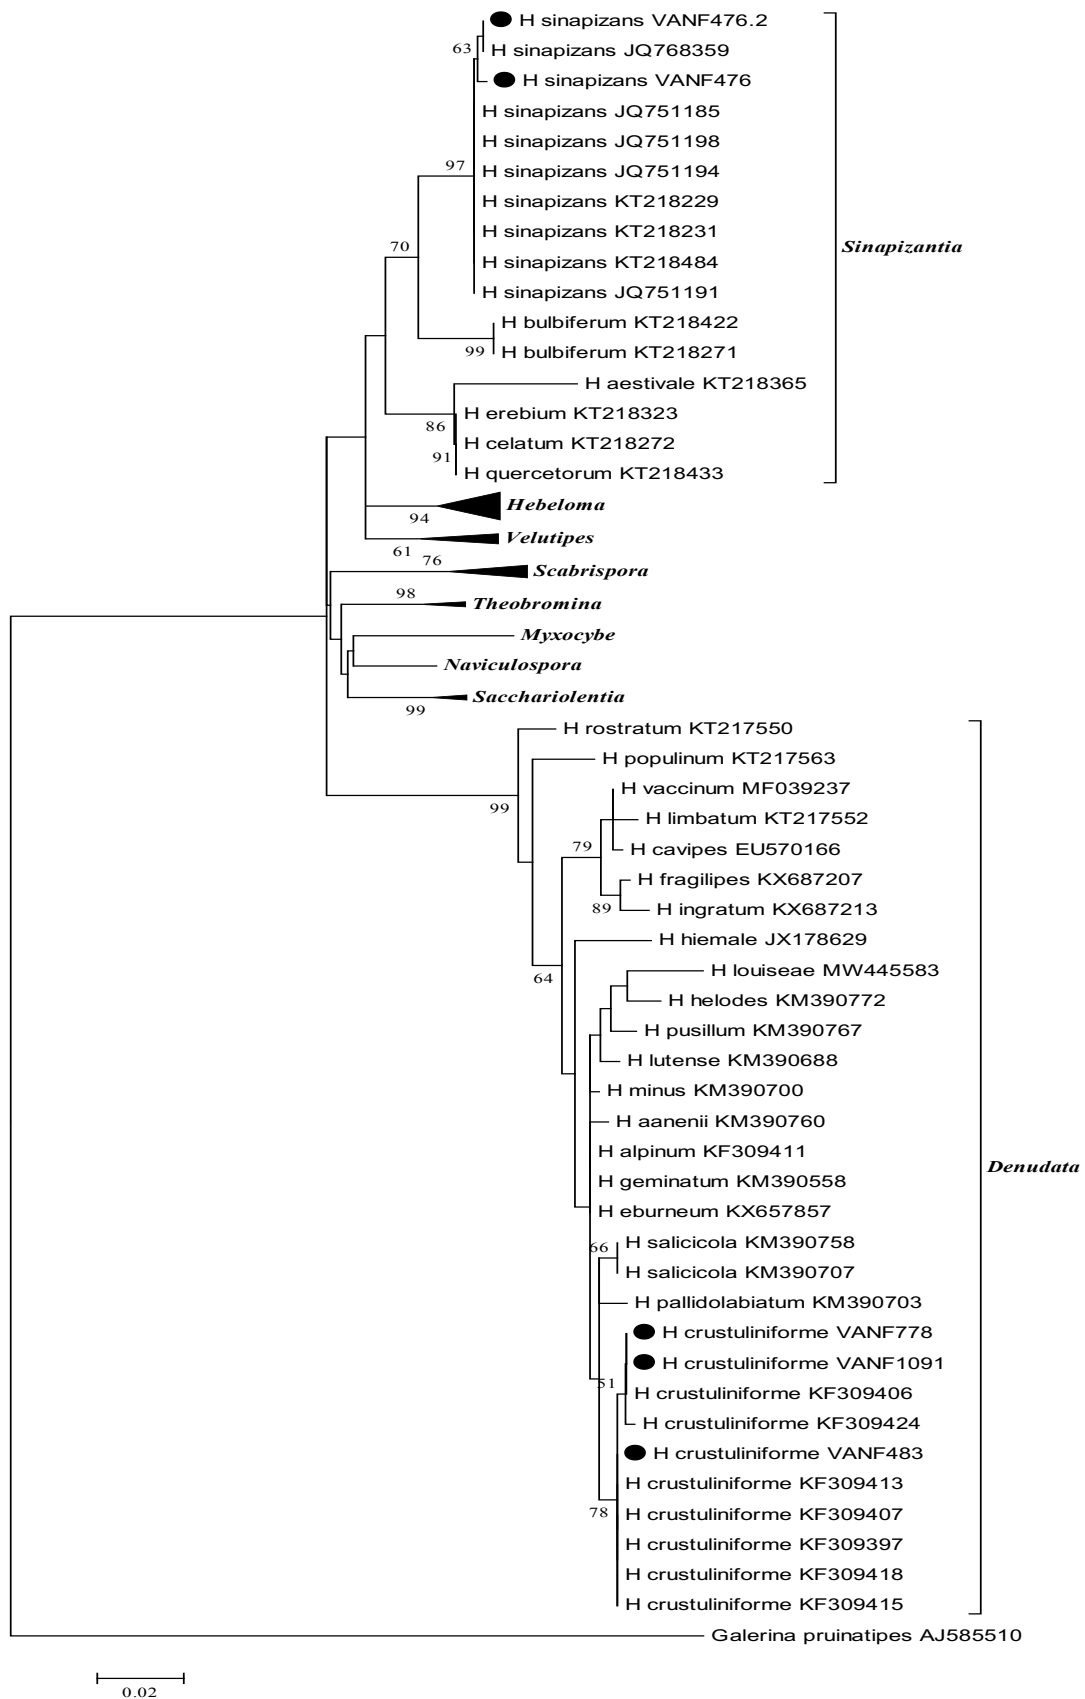 H sinapizans VANF476.2
63
H sinapizans JQ768359
H sinapizans VANF476
H sinapizans JQ751185
H sinapizans JQ751198
97
H sinapizans JQ751194
H sinapizans KT218229
H sinapizans KT218231
70
Sinapizantia
H sinapizans KT218484
H sinapizans JQ751191
H bulbiferum KT218422
99
H bulbiferum KT218271
H aestivale KT218365
H erebium KT218323
86
H celatum KT218272
91
H quercetorum KT218433
Hebeloma
94
Velutipes
61
76
Scabrispora
98
Theobromina
Myxocybe
Naviculospora
Sacchariolentia
99
H rostratum KT217550
H populinum KT217563
H vaccinum MF039237
99
H limbatum KT217552
79
H cavipes EU570166
H fragilipes KX687207
89
H ingratum KX687213
H hiemale JX178629
H louiseae MW445583
64
H helodes KM390772
H pusillum KM390767
H lutense KM390688
H minus KM390700
H aanenii KM390760
H alpinum KF309411
Denudata
H geminatum KM390558
H eburneum KX657857
66
H salicicola KM390758
H salicicola KM390707
H pallidolabiatum KM390703
H crustuliniforme VANF778
H crustuliniforme VANF1091
51
H crustuliniforme KF309406
H crustuliniforme KF309424
H crustuliniforme VANF483
H crustuliniforme KF309413
78
H crustuliniforme KF309407
H crustuliniforme KF309397
H crustuliniforme KF309418
H crustuliniforme KF309415
Galerina pruinatipes AJ585510
0.02